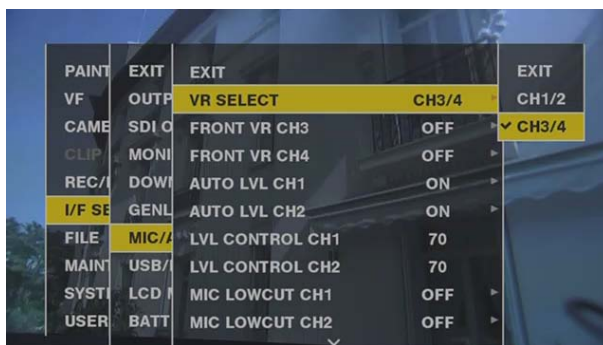 PAINT
VF
CAME
CLIP/
REC/I
I/F SE
FILE
MAINT
SYSTI
USER
EXIT
OUTP
SDI O
MONI
DOWI
GENL
MIC/A
USB/I
LCD M
BATT
EXIT
VR SELECT CH3/4
FRONT VR CH3 OFF
FRONT VR CH4 OFF
AUTO LVL CH1 ON
AUTO LVL CH2 ON
LVL CONTROL CH1 70
LVL CONTROL CH2 70
MIC LOWCUT CH1 OFF
MIC LOWCUT CH2 OFF
EXIT
CH1/2
CH3/4